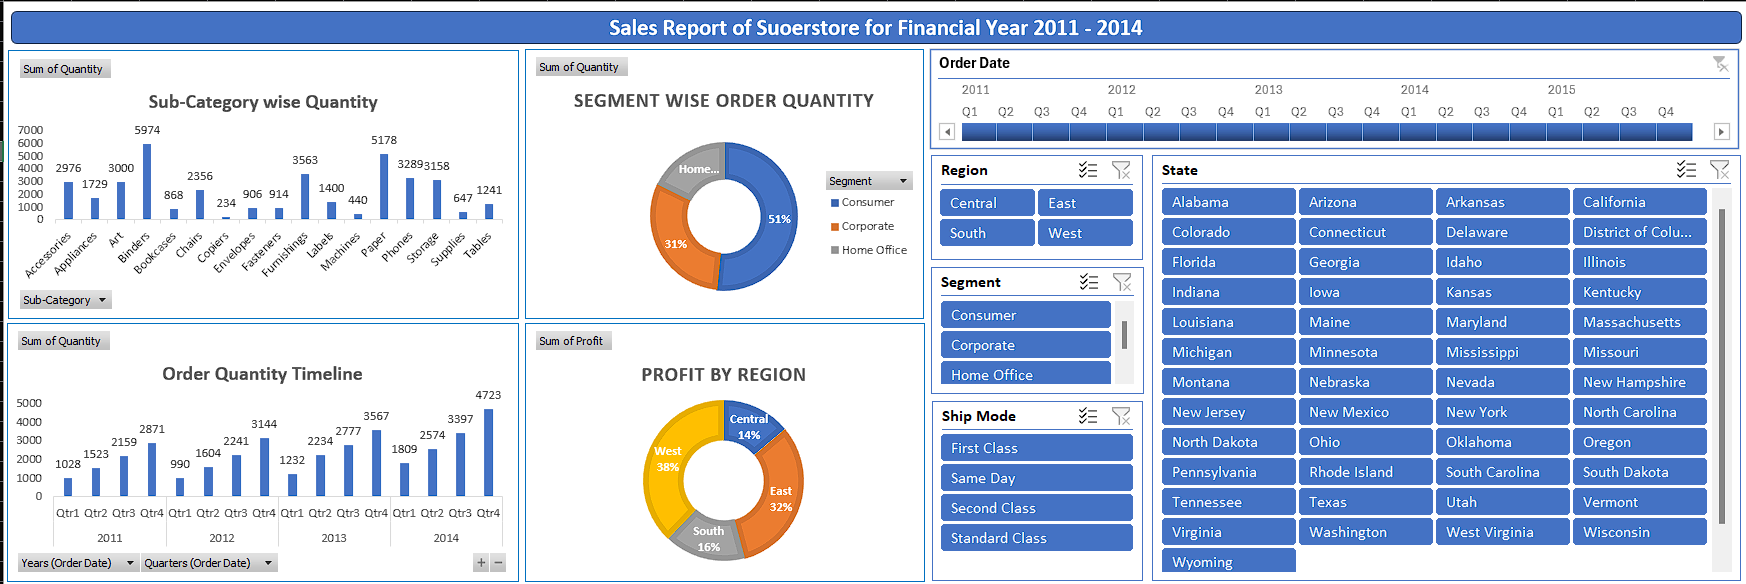 Sales Report of Suoerstore for Financial Year 2011 - 2014
Sum of Quantity
Sub-Category wise Quantity
7000
6000
5000
4000
3000
2000
1000
0
2976
1729
3000
5974
868
2356
234
906
914
3563
1400
440
5178
3289
3158
647
1241
Accessories
Appliances
Art
Binders
Bookcases
Chairs
Copiers
Envelopes
Fasteners
Furnishings
Labels
Machines
Paper
Phones
Storage
Supplies
Tables
Sub-Category
Sum of Quantity
SEGMENT WISE ORDER QUANTITY
Home...
51%
31%
Segment
Consumer
Corporate
Home Office
Order Date
2011 2012 2013 2014 2015
Q1 Q2 Q3 Q4 Q1 Q2 Q3 Q4 Q1 Q2 Q3 Q4 Q1 Q2 Q3 Q4 Q1 Q2 Q3 Q4
Region
Central East
South West
Segment
Consumer
Corporate
Home Office
Ship Mode
First Class
Same Day
Second Class
Standard Class
State
Alabama Arizona Arkansas California
Colorado Connecticut Delaware District of Colu...
Florida Georgia Idaho Illinois
Indiana Iowa Kansas Kentucky
Louisiana Maine Maryland Massachusetts
Michigan Minnesota Mississippi Missouri
Montana Nebraska Nevada New Hampshire
New Jersey New Mexico New York North Carolina
North Dakota Ohio Oklahoma Oregon
Pennsylvania Rhode Island South Carolina South Dakota
Tennessee Texas Utah Vermont
Virginia Washington West Virginia Wisconsin
Wyoming
Sum of Quantity
Order Quantity Timeline
5000
4000
3000
2000
1000
0
1028
1523
2159
2871
990
1604
2241
3144
1232
2234
2777
3567
1809
2574
3397
4723
Qtr1 Qtr2 Qtr3 Qtr4 Qtr1 Qtr2 Qtr3 Qtr4 Qtr1 Qtr2 Qtr3 Qtr4 Qtr1 Qtr2 Qtr3 Qtr4
2011 2012 2013 2014
Years (Order Date) Quarters (Order Date)
Sum of Profit
PROFIT BY REGION
Central
14%
West
38%
East
32%
South
16%